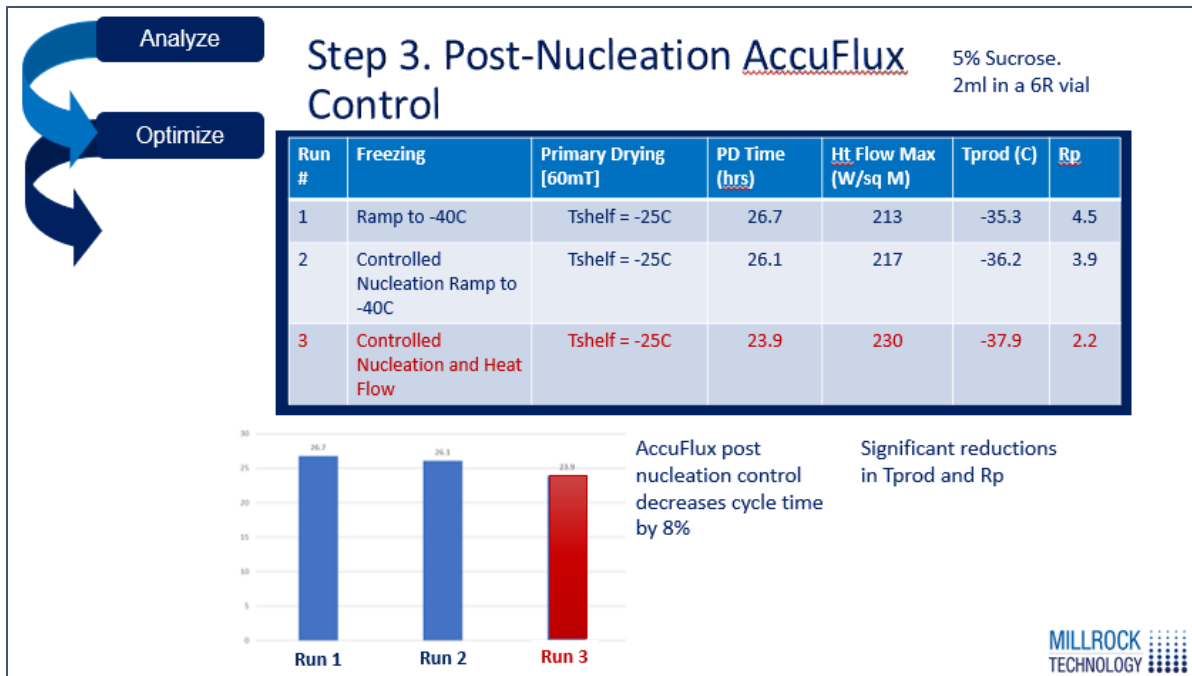 Analyze
Optimize
Step 3. Post-Nucleation AccuFlux
Control
5% Sucrose.
2ml in a 6R vial
Run
#
Freezing
Primary Drying
[60mT]
PD Time
(hrs)
Ht Flow Max
(W/sq M)
Tprod (C)
Rp
1
Ramp to -40C
Tshelf = -25C
26.7
213
-35.3
4.5
2
Controlled
Nucleation Ramp to
-40C
Tshelf = -25C
26.1
217
-36.2
3.9
3
Controlled
Nucleation and Heat
Flow
Tshelf = -25C
23.9
230
-37.9
2.2
30
25
20
15
10
5
0
26.7
26.1
23.9
Run 1
Run 2
Run 3
AccuFlux post
nucleation control
decreases cycle time
by 8%
Significant reductions
in Tprod and Rp
MILLROCK
TECHNOLOGY